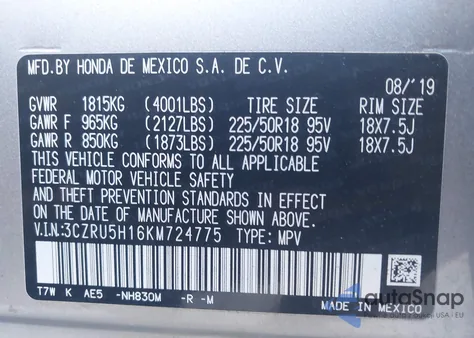 MFD.BY HONDA DE MEXICO S.A. DE C.V.
08/'19
GVWR 1815KG (4001LBS) TIRE SIZE RIM SIZE
GAWR F 965KG (2127LBS) 225/50R18 95V 18X7.5J
GAWR R 850KG (1873LBS) 225/50R18 95V 18X7.5J
THIS VEHICLE CONFORMS TO ALL APPLICABLE
FEDERAL MOTOR VEHICLE SAFETY
AND THEFT PREVENTION STANDARDS IN EFFECT
ON THE DATE OF MANUFACTURE SHOWN ABOVE.
V.I.N:3CZRU5H16KM724775 TYPE: MPV
T7W K AE5 -NH830M -R -M
MADE IN MEXICO
autoSnap